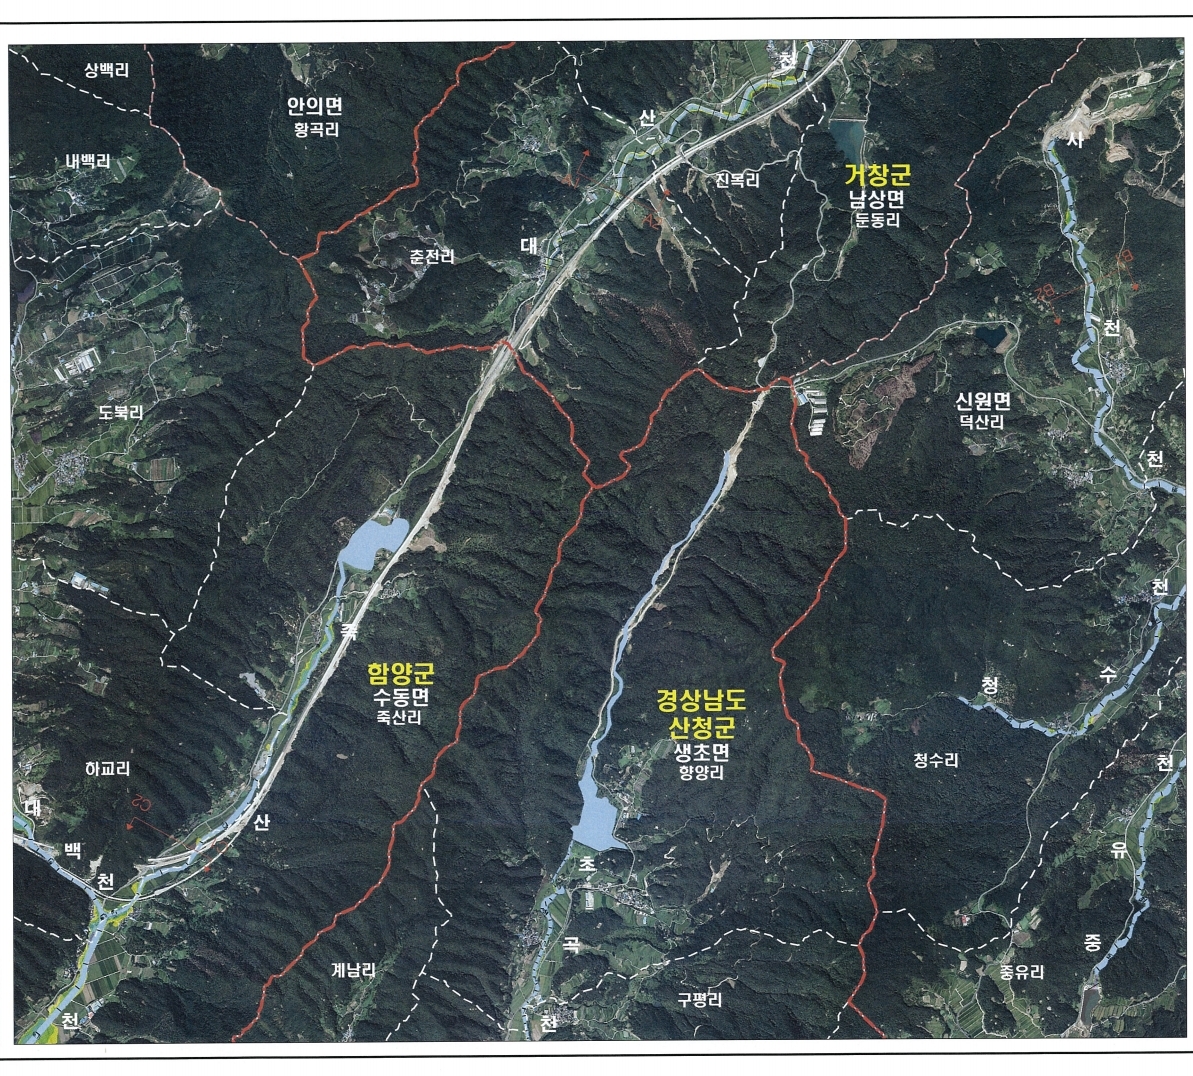 상백리
안의면
황곡리
내백리
천
산
진목리
거창군
남상면
둔동리
사
춘전리
대
B2
천
도북리
신원면
덕산리
천
천
죽
함양군
수동면
죽산리
경상남도
산청군
생초면
향양리
청
수
청수리
천
하교리
C2
대
백
천
산
초
곡
천
유
중
계남리
구평리
중유리
천